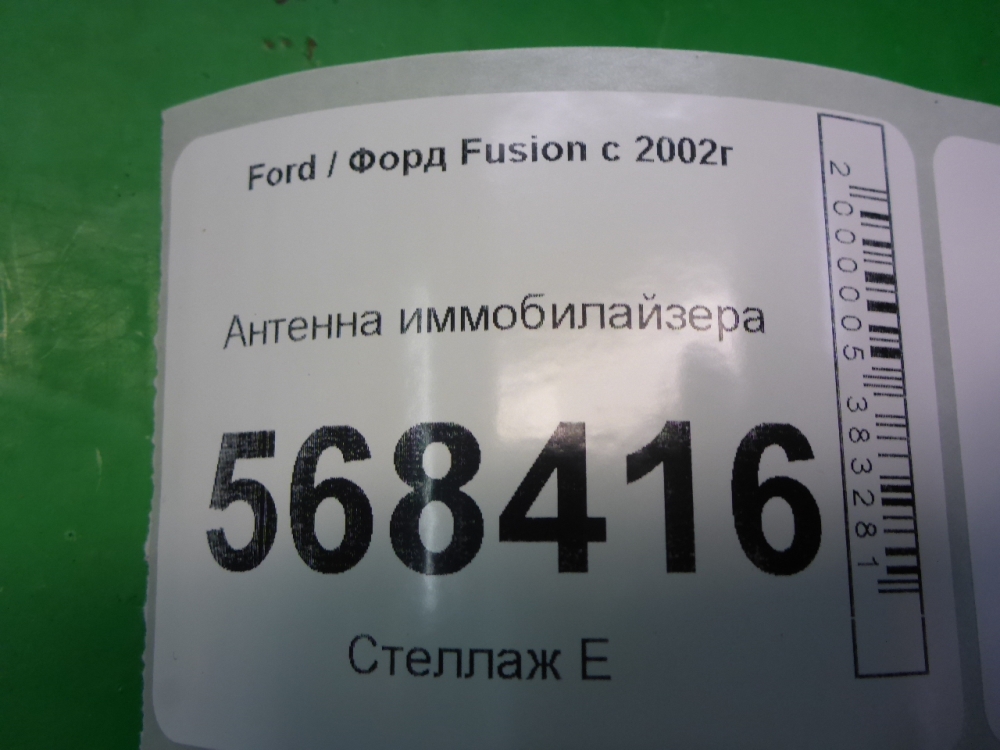 Ford / Форд Fusion с 2002г
Антенна иммобилайзера
568416
Стеллаж Е
2000005383281